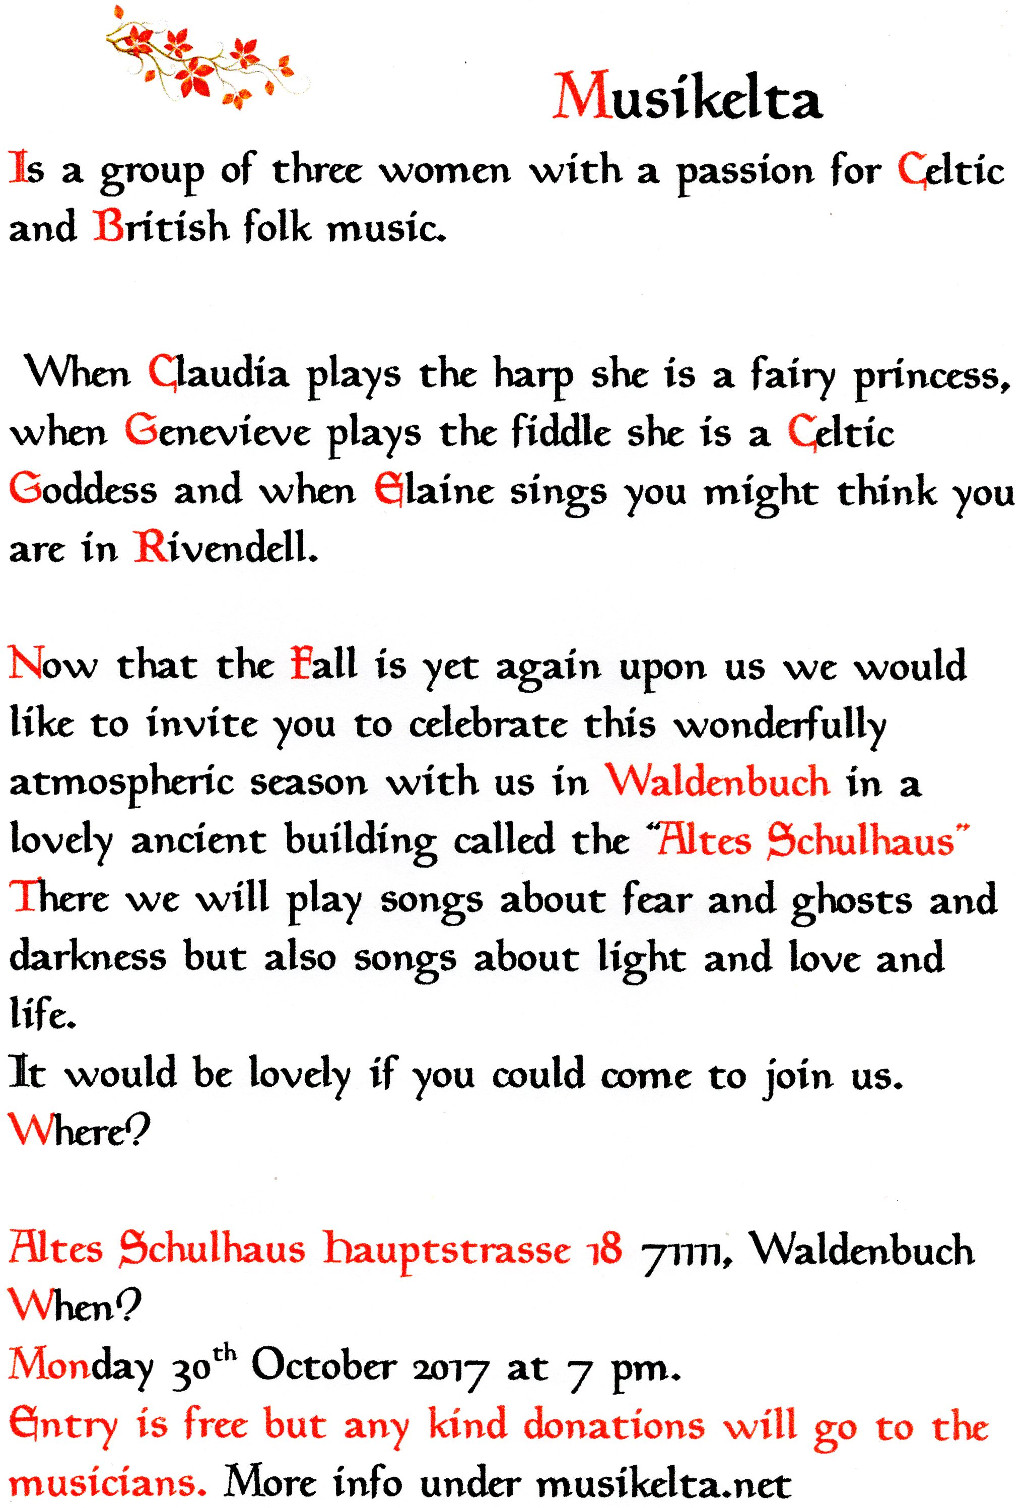 Musikelta
Is a group of three women with a passion for Celtic
and British folk music.
When Claudia plays the harp she is a fairy princess,
when Genevieve plays the fiddle she is a Celtic
Goddess and when Elaine sings you might think you
are in Rivendell.
Now that the Fall is yet again upon us we would
like to invite you to celebrate this wonderfully
atmospheric season with us in Waldenbuch in a
lovely ancient building called the "Altes Schulhaus"
There we will play songs about fear and ghosts and
darkness but also songs about light and love and
life.
It would be lovely if you could come to join us.
Where?
Altes Schulhaus Hauptstrasse 18 71111, Waldenbuch
When?
Monday 30th October 2017 at 7 pm.
Entry is free but any kind donations will go to the
musicians. More info under musikelta.net